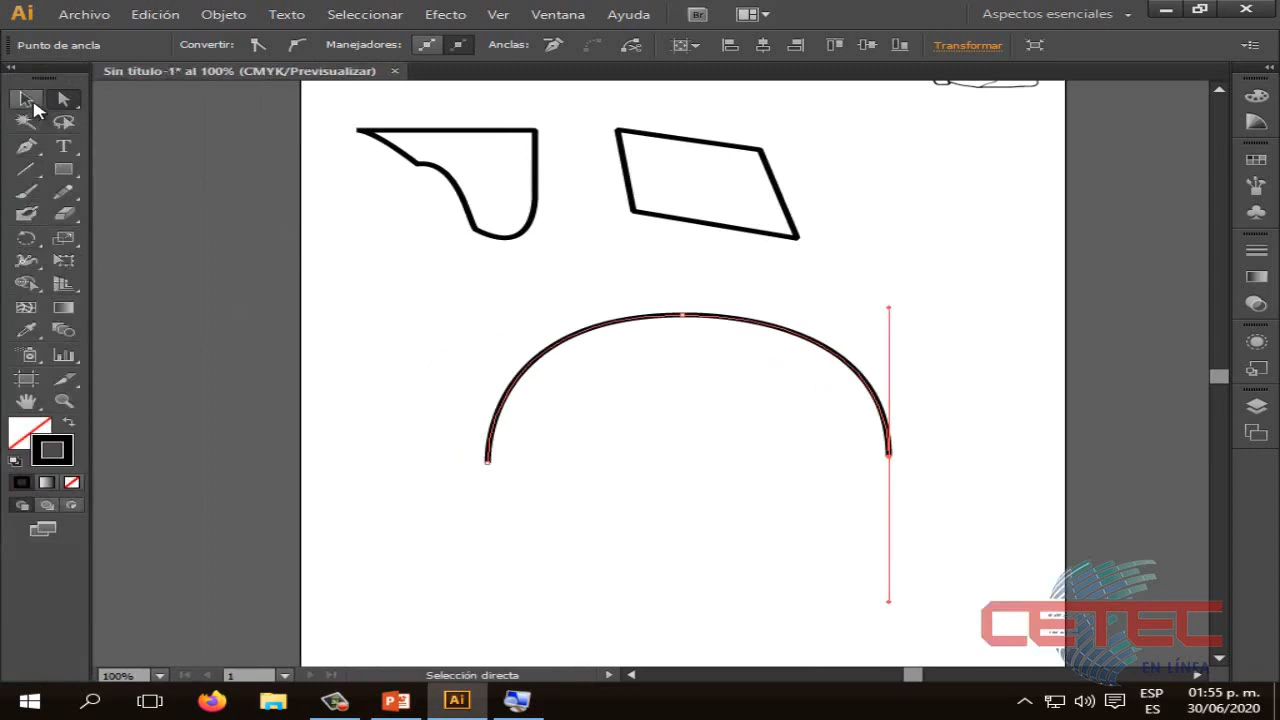 Ai Archivo Edición Objeto Texto Seleccionar Efecto Ver Ventana Ayuda Br Aspectos esenciales
Punto de ancla Convertir: Manejadores: Anclas: Transformar
Sin título-1* al 100% (CMYK/Previsualizar)
T
CETEC
EN LÍNEA
100% 1 Selección directa
Ai ESP 01:55 p. m.
ES 30/06/2020